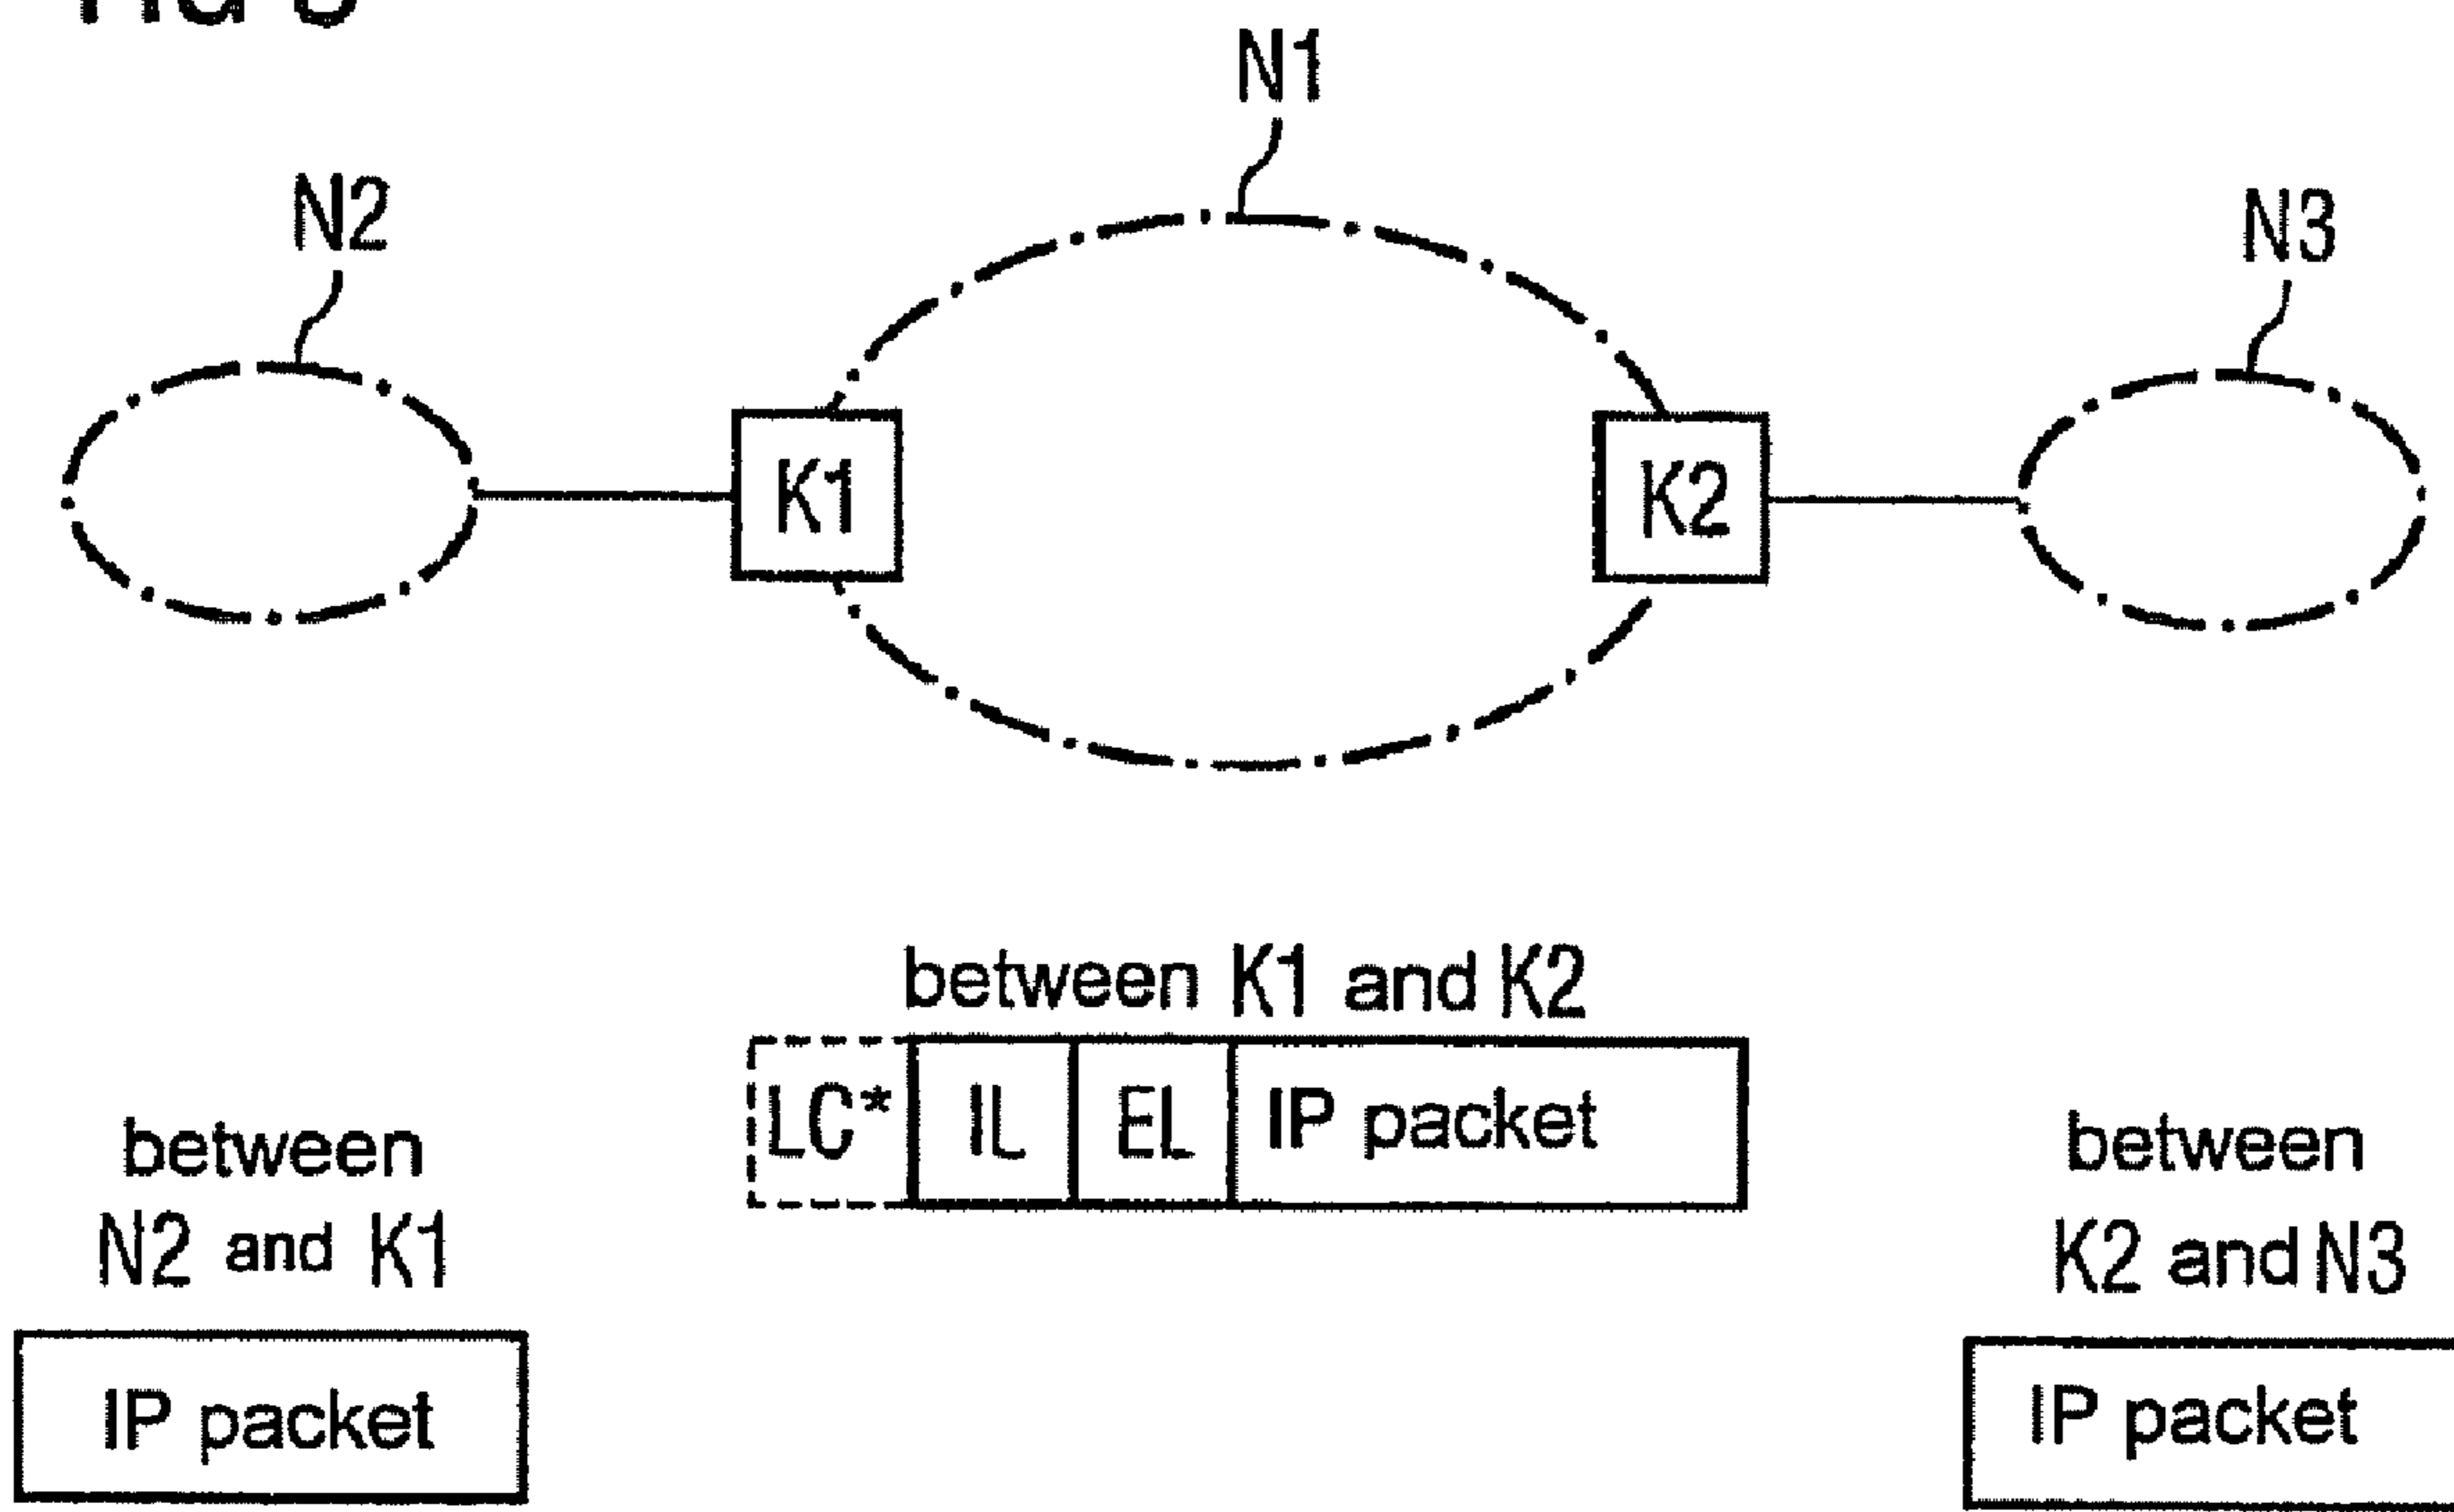 N1
N2
N3
K1
K2
between K1 and K2
LC* IL EL IP packet
between
N2 and K1
IP packet
between
K2 and N3
IP packet